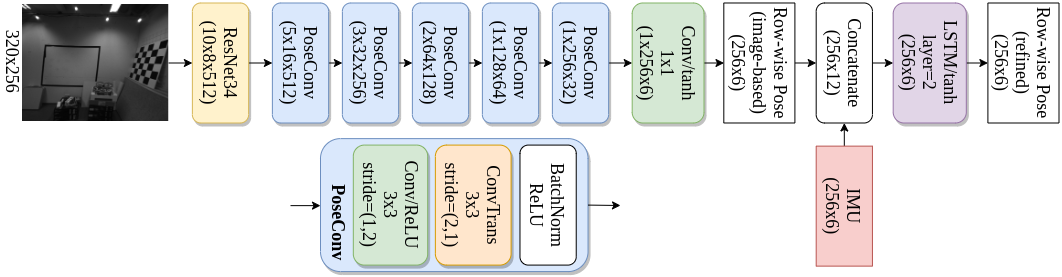 320x256
ResNet34
(10x8x512)
PoseConv
(5x16x512)
PoseConv
(3x32x256)
PoseConv
(2x64x128)
PoseConv
(1x128x64)
PoseConv
(1x256x32)
Conv/tanh
1x1
(1x256x6)
Row-wise Pose
(image-based)
(256x6)
Concatenate
(256x12)
LSTM/tanh
layer=2
(256x6)
Row-wise Pose
(refined)
(256x6)
PoseConv
Conv/ReLU
3x3
stride=(1,2)
ConvTrans
3x3
stride=(2,1)
BatchNorm
ReLU
IMU
(256x6)